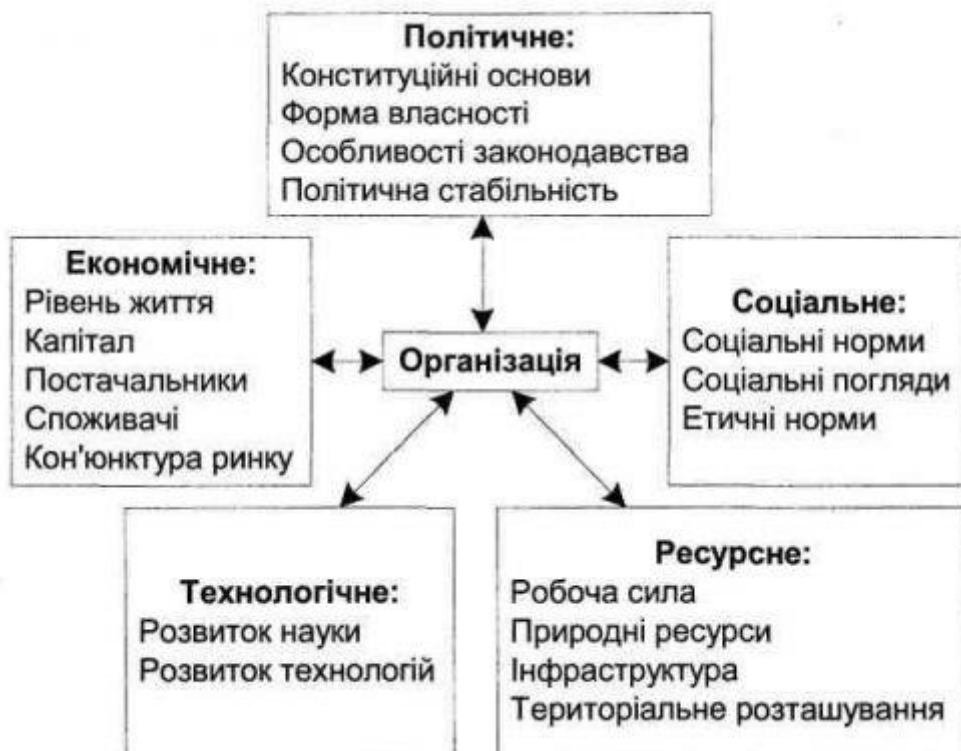 Політичне:
Конституційні основи
Форма власності
Особливості законодавства
Політична стабільність
Економічне:
Рівень життя
Капітал
Постачальники
Споживачі
Кон'юнктура ринку
Організація
Соціальне:
Соціальні норми
Соціальні погляди
Етичні норми
Технологічне:
Розвиток науки
Розвиток технологій
Ресурсне:
Робоча сила
Природні ресурси
Інфраструктура
Територіальне розташування